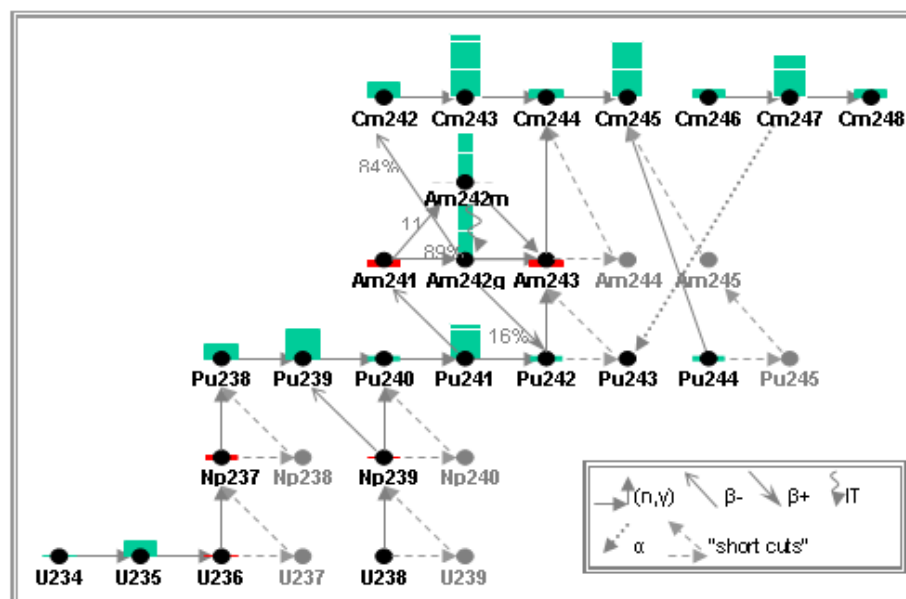 Cm242 Cm243 Cm244 Cm245 Cm246 Cm247 Cm248
84%
Am242m
11
89%
Am241 Am242g Am243 Am244 Am245
16%
Pu238 Pu239 Pu240 Pu241 Pu242 Pu243 Pu244 Pu245
Np237 Np238 Np239 Np240
(n,γ) β- β+ IT
α "short cuts"
U234 U235 U236 U237 U238 U239